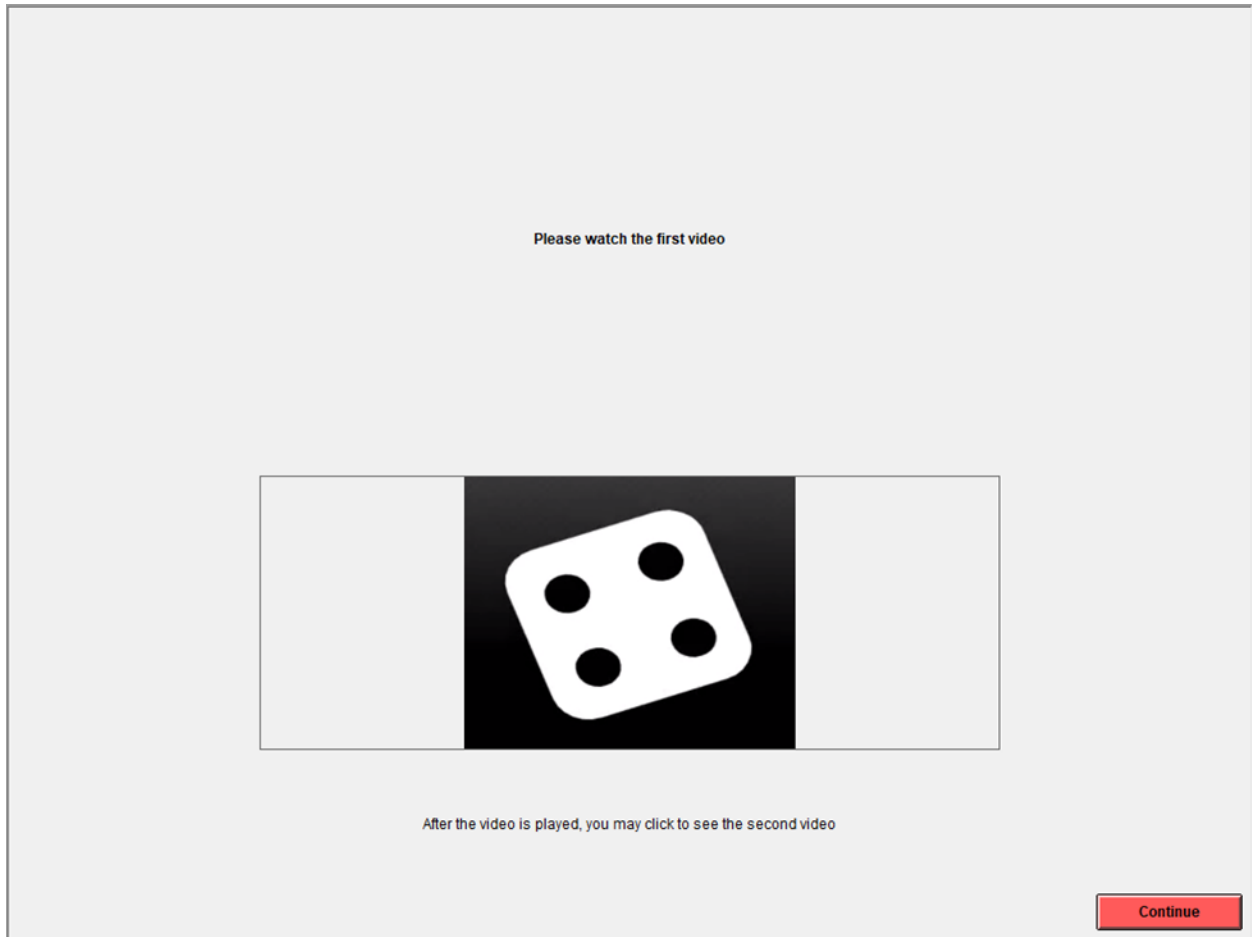 Please watch the first video
After the video is played, you may click to see the second video
Continue